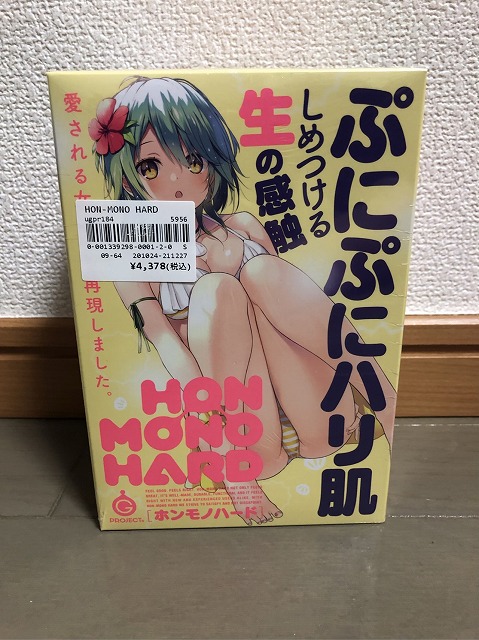 ぷにぷにハリ肌
しめつける
生の感触
愛される女
再現しました。
HON-MONO HARD
ugpr184 5956
0-001339298-0001-2-0 S
09-64 201024-211227
¥4,378(税込)
HON
MONO
HARD
G
PROJECT
[ホンモノハード]